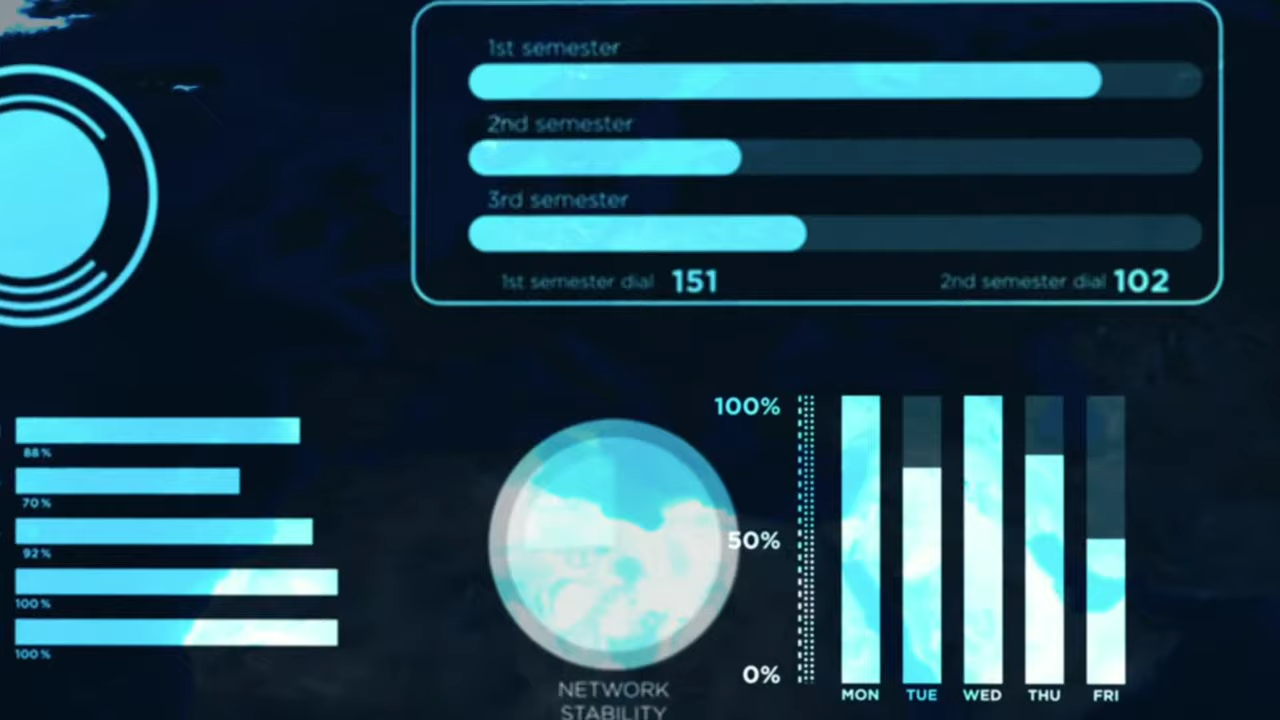 1st semester
2nd semester
3rd semester
1st semester dial 151
2nd semester dial 102
88%
70%
92%
100%
100%
NETWORK
STABILITY
100%
50%
0%
MON TUE WED THU FRI